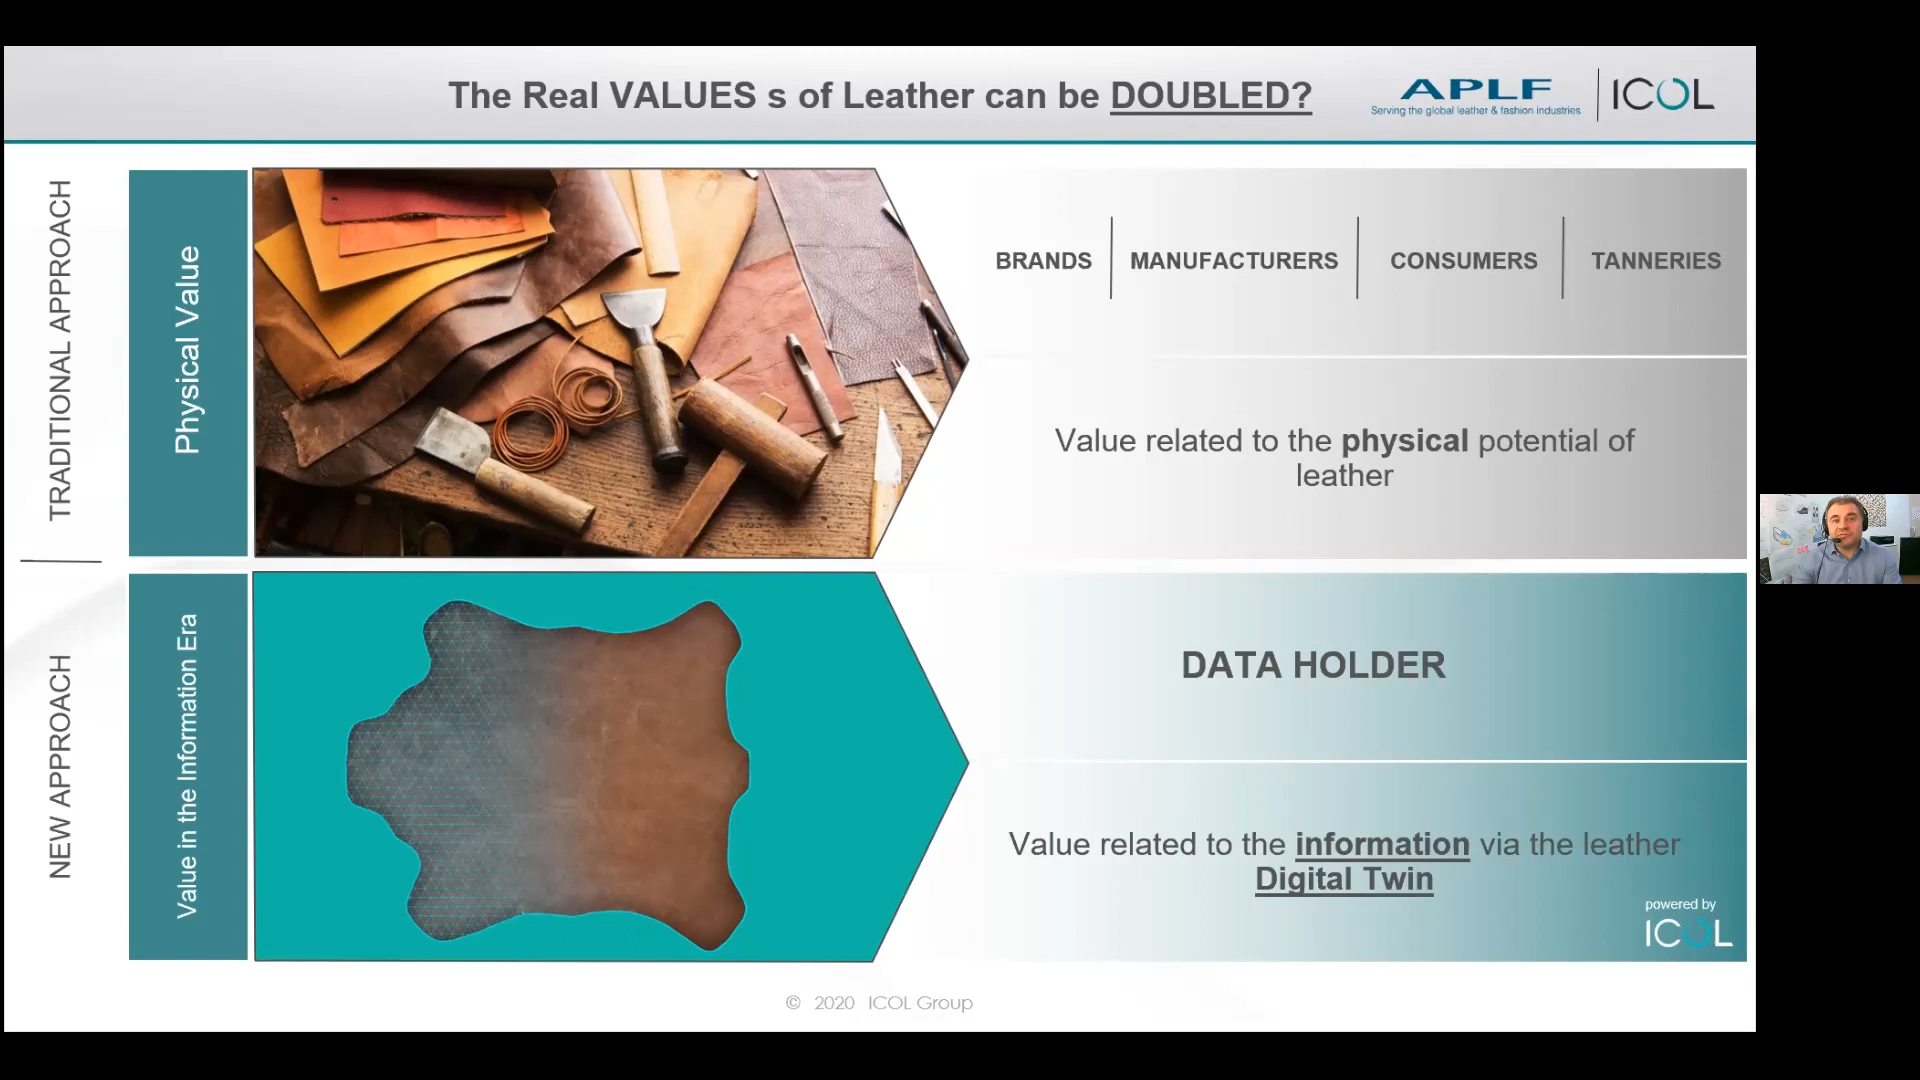 The Real VALUES s of Leather can be DOUBLED?
APLF
Serving the global leather & fashion industries
ICOL
TRADITIONAL APPROACH
Physical Value
BRANDS
MANUFACTURERS
CONSUMERS
TANNERIES
Value related to the physical potential of
leather
NEW APPROACH
Value in the Information Era
DATA HOLDER
Value related to the information via the leather
Digital Twin
powered by
ICOL
© 2020 ICOL Group